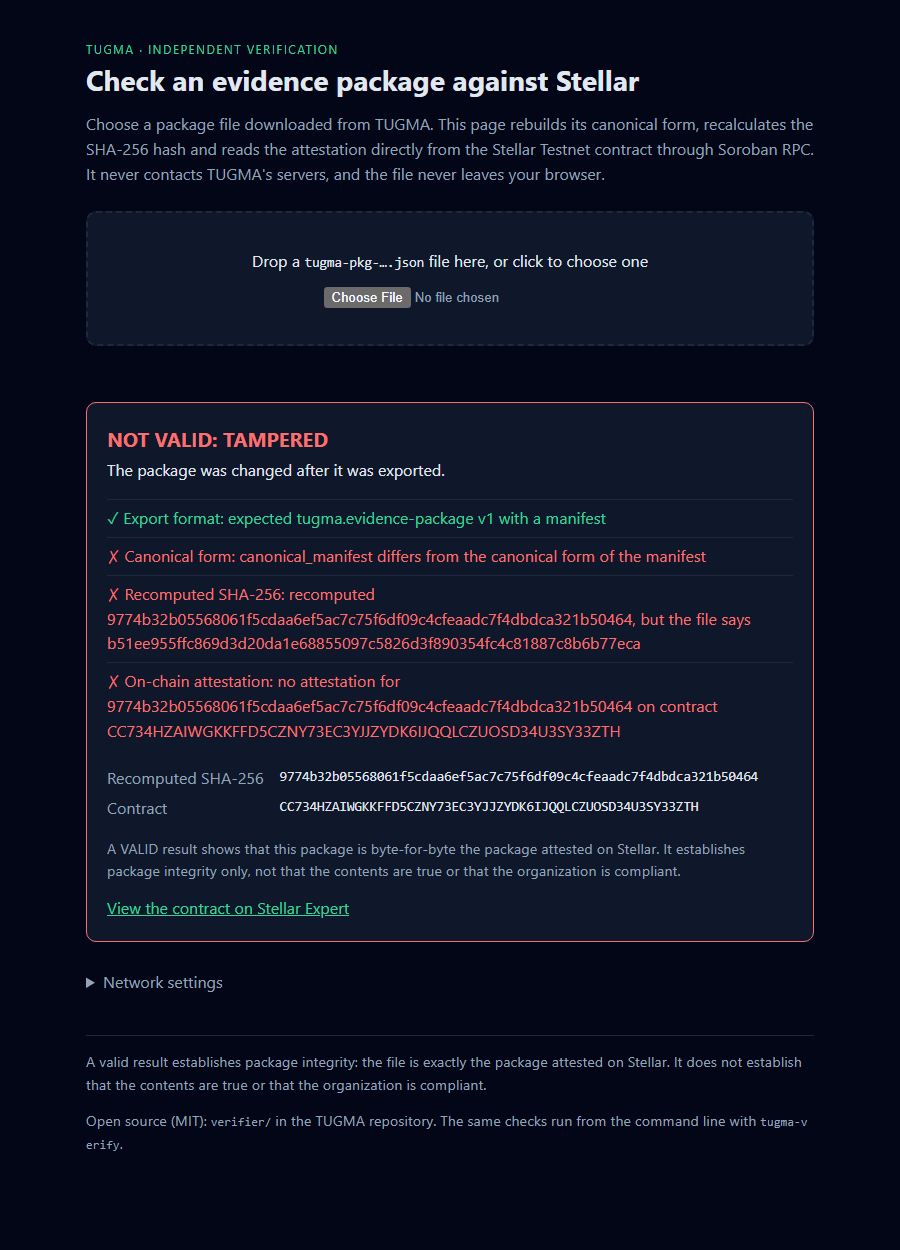 TUGMA · INDEPENDENT VERIFICATION
Check an evidence package against Stellar
Choose a package file downloaded from TUGMA. This page rebuilds its canonical form, recalculates the
SHA-256 hash and reads the attestation directly from the Stellar Testnet contract through Soroban RPC.
It never contacts TUGMA's servers, and the file never leaves your browser.
Drop a tugma-pkg-….json file here, or click to choose one
Choose File No file chosen
NOT VALID: TAMPERED
The package was changed after it was exported.
✓ Export format: expected tugma.evidence-package v1 with a manifest
✗ Canonical form: canonical_manifest differs from the canonical form of the manifest
✗ Recomputed SHA-256: recomputed
9774b32b05568061f5cdaa6ef5ac7c75f6df09c4cfeaadc7f4dbdca321b50464, but the file says
b51ee955ffc869d3d20da1e68855097c5826d3f890354fc4c81887c8b6b77eca
✗ On-chain attestation: no attestation for
9774b32b05568061f5cdaa6ef5ac7c75f6df09c4cfeaadc7f4dbdca321b50464 on contract
CC734HZAIWGKKFFD5CZNY73EC3YJJZYDK6IJQQLCZUOSD34U3SY33ZTH
Recomputed SHA-256 9774b32b05568061f5cdaa6ef5ac7c75f6df09c4cfeaadc7f4dbdca321b50464
Contract CC734HZAIWGKKFFD5CZNY73EC3YJJZYDK6IJQQLCZUOSD34U3SY33ZTH
A VALID result shows that this package is byte-for-byte the package attested on Stellar. It establishes
package integrity only, not that the contents are true or that the organization is compliant.
View the contract on Stellar Expert
▶ Network settings
A valid result establishes package integrity: the file is exactly the package attested on Stellar. It does not establish
that the contents are true or that the organization is compliant.
Open source (MIT): verifier/ in the TUGMA repository. The same checks run from the command line with tugma-v
erify.